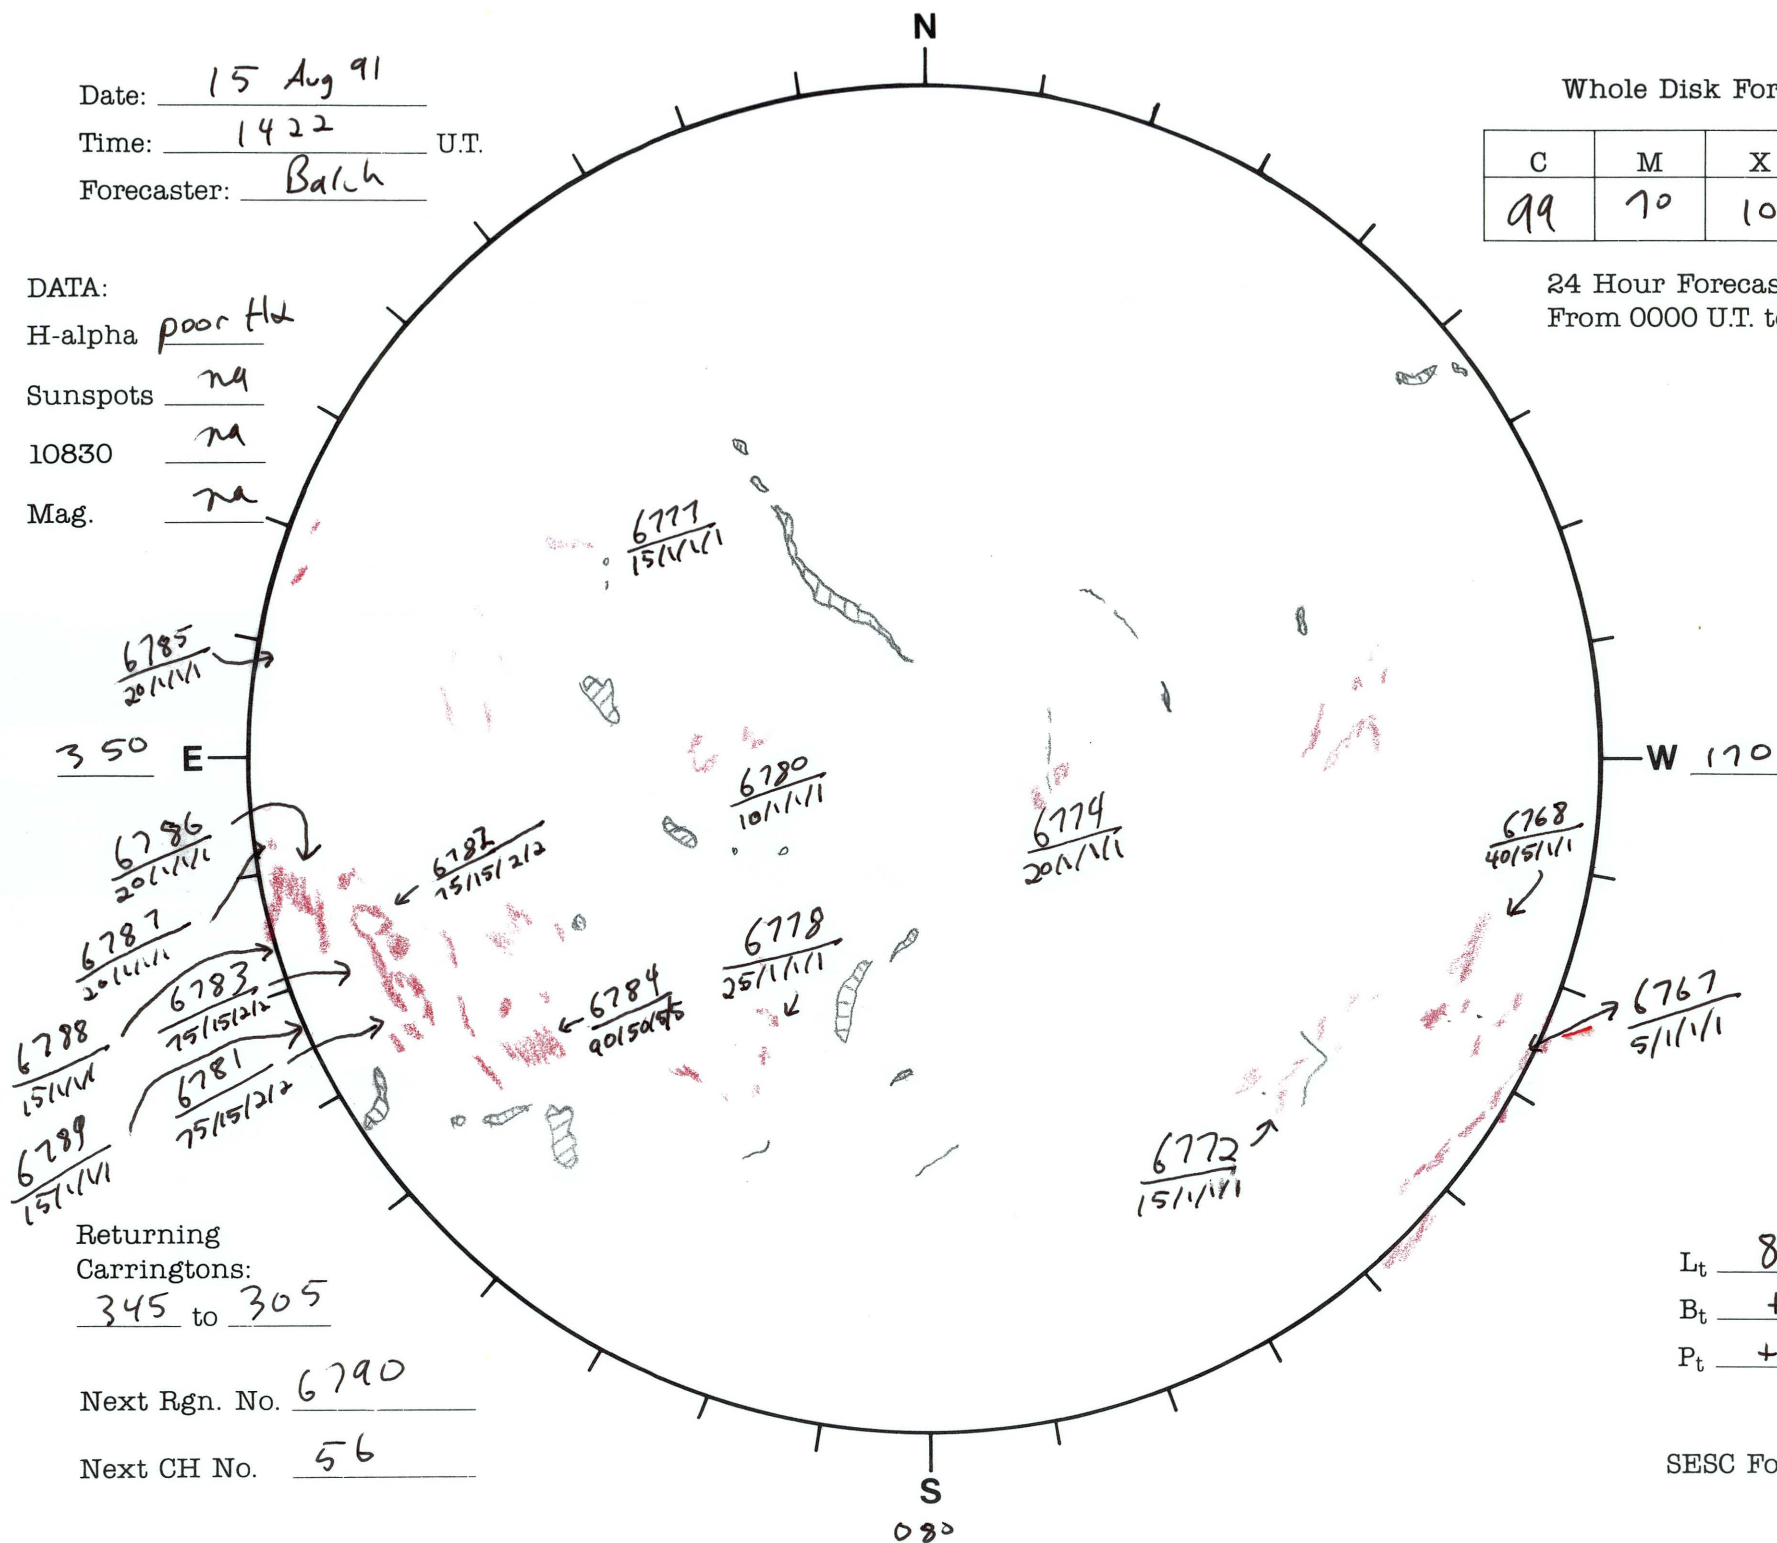 N
Date: 15 Aug 91
Time: 1422 U.T.
Forecaster: Balch
Whole Disk For
C M X
99 70 10
24 Hour Forecas
From 0000 U.T. t
DATA:
H-alpha poor Hα
Sunspots na
10830 na
Mag. na
6777
15/1/1/1
6785
20/1/1/1
350 E
W 170
6780
10/1/1/1
6774
20/1/1/1
6768
40/5/1/1
6786
20/1/1/1
6782
75/15/2/2
6787
20/1/1/1
6778
25/1/1/1
6783
75/15/2/2
6784
90/50/5/5
6767
5/1/1/1
6788
15/1/1/1
6781
75/15/2/2
6789
15/1/1/1
6772
15/1/1/1
Returning
Carringtons:
345 to 305
Lt 8
Bt +
Pt +
Next Rgn. No. 6790
Next CH No. 56
SESC Fo
S
080